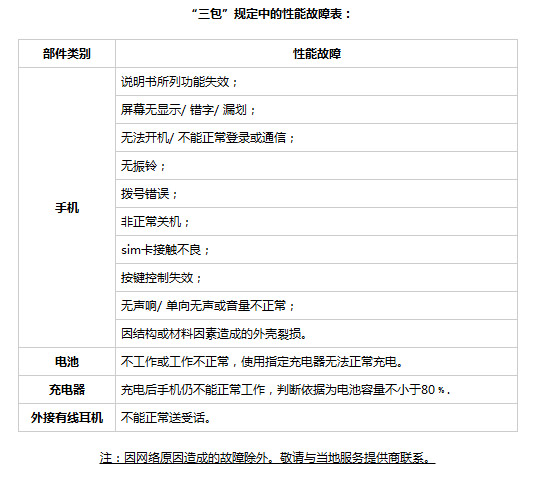 “三包”规定中的性能故障表：
部件类别 性能故障
手机
说明书所列功能失效；
屏幕无显示/ 错字/ 漏划；
无法开机/ 不能正常登录或通信；
无振铃；
拨号错误；
非正常关机；
sim卡接触不良；
按键控制失效；
无声响/ 单向无声或音量不正常；
因结构或材料因素造成的外壳裂损。
电池 不工作或工作不正常，使用指定充电器无法正常充电。
充电器 充电后手机仍不能正常工作，判断依据为电池容量不小于80﹪.
外接有线耳机 不能正常送受话。
注：因网络原因造成的故障除外。敬请与当地服务提供商联系。